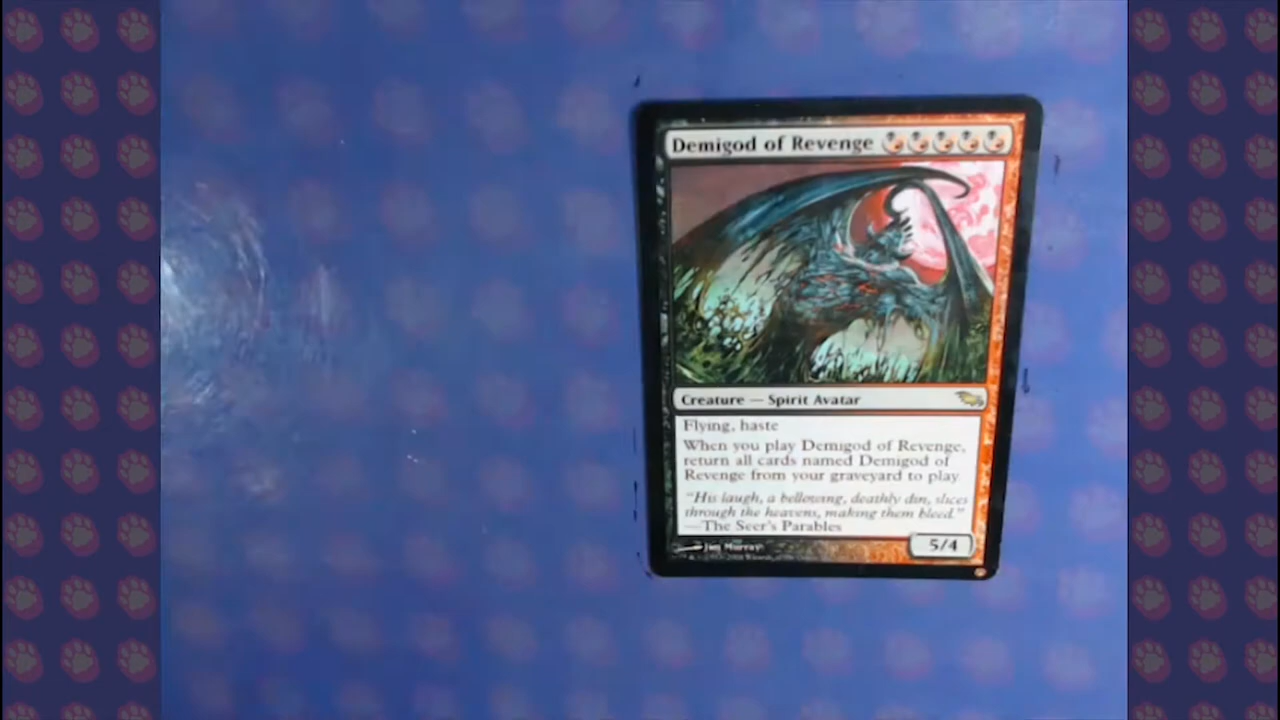 Demigod of Revenge
Creature — Spirit Avatar
Flying, haste
When you play Demigod of Revenge,
return all cards named Demigod of
Revenge from your graveyard to play
"His laugh, a bellowing, deathly din, slices
through the heavens, making them bleed."
—The Seer's Parables
Jim Murray
5/4